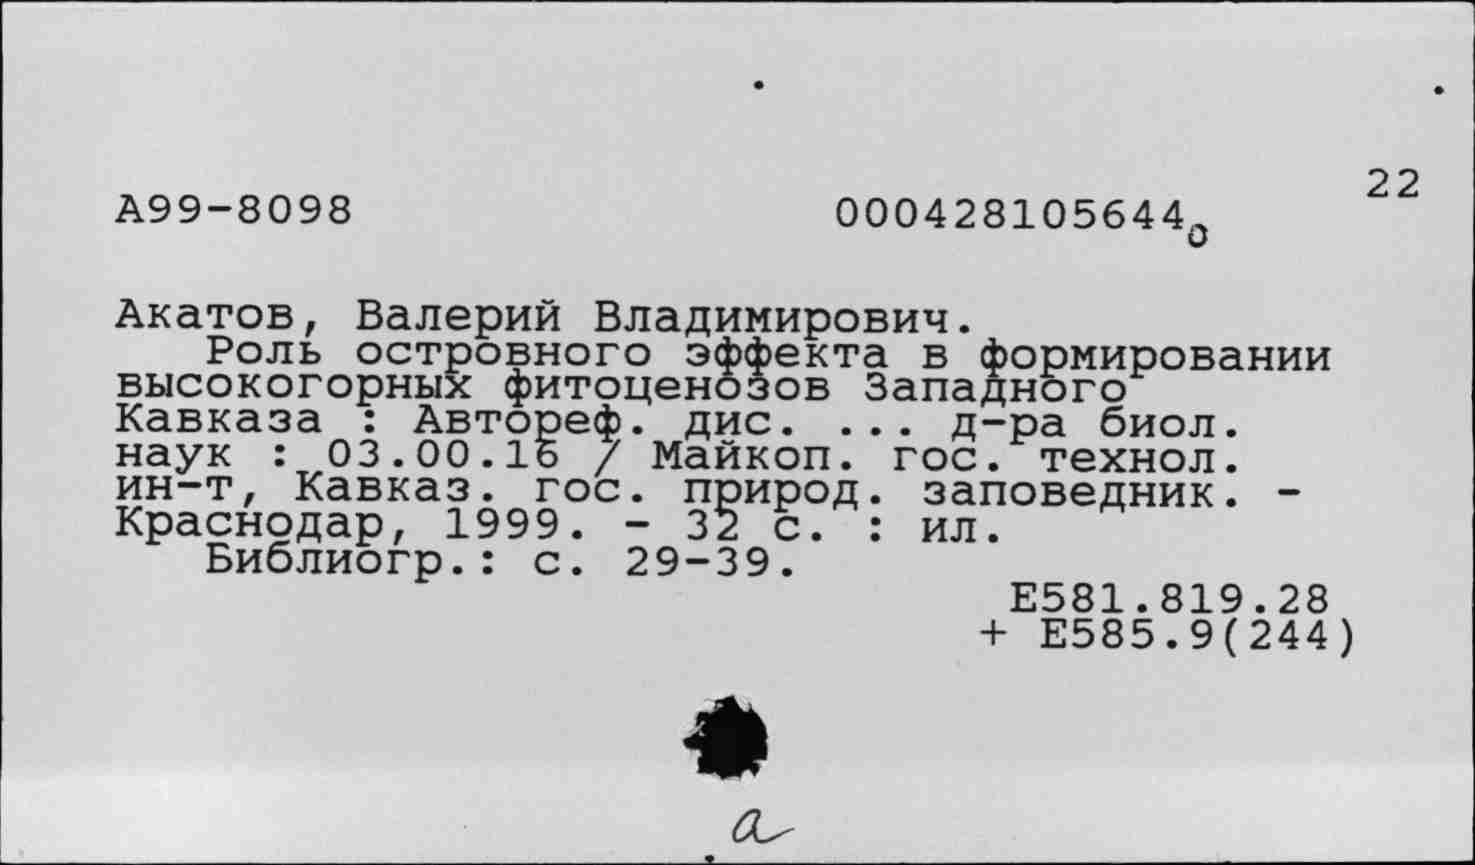 22
А99-8098 0004281056440
Акатов, Валерий Владимирович.
Роль островного эффекта в формировании
высокогорных фитоценозов Западного
Кавказа : Автореф. дис. ... д-ра биол.
наук : 03.00.16 / Майкоп. гос. технол.
ин-т, Кавказ. гос. природ. заповедник. -
Краснодар, 1999. - 32 с. : ил.
Библиогр.: с. 29-39.
Е581.819.28
+ Е585.9(244)
а